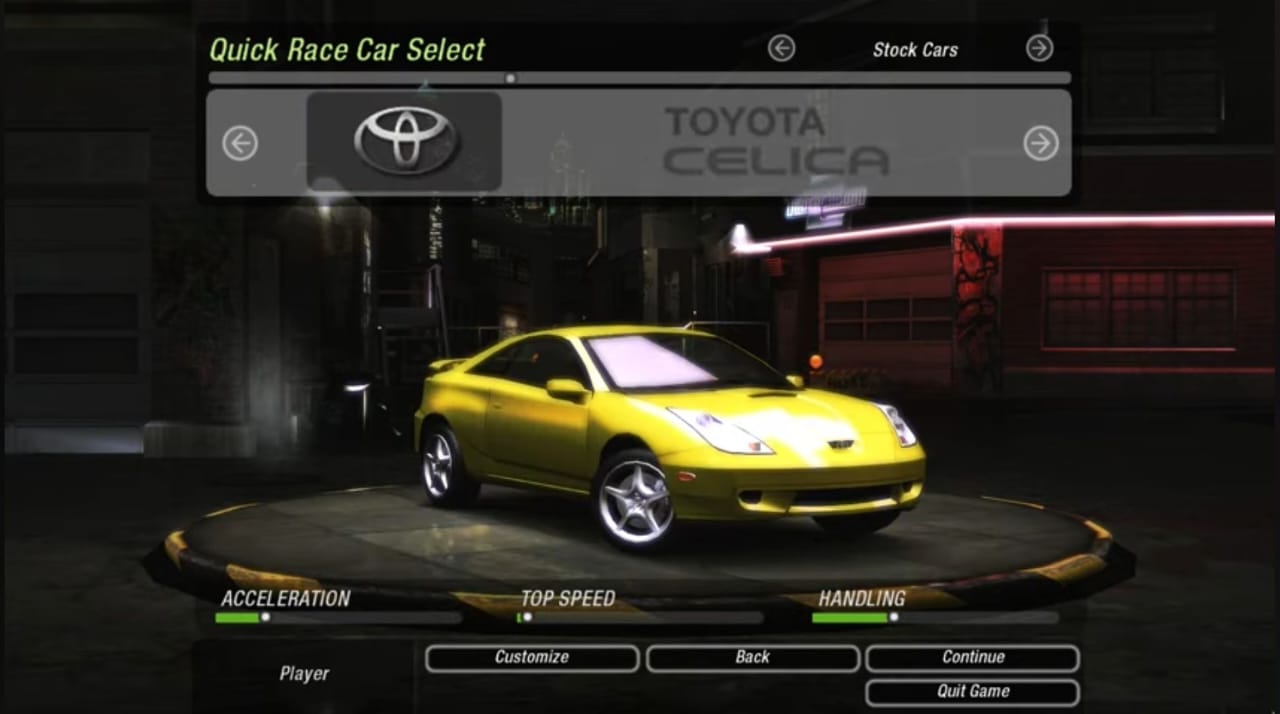 Quick Race Car Select
Stock Cars
TOYOTA
CELICA
ACCELERATION
TOP SPEED
HANDLING
Player
Customize
Back
Continue
Quit Game